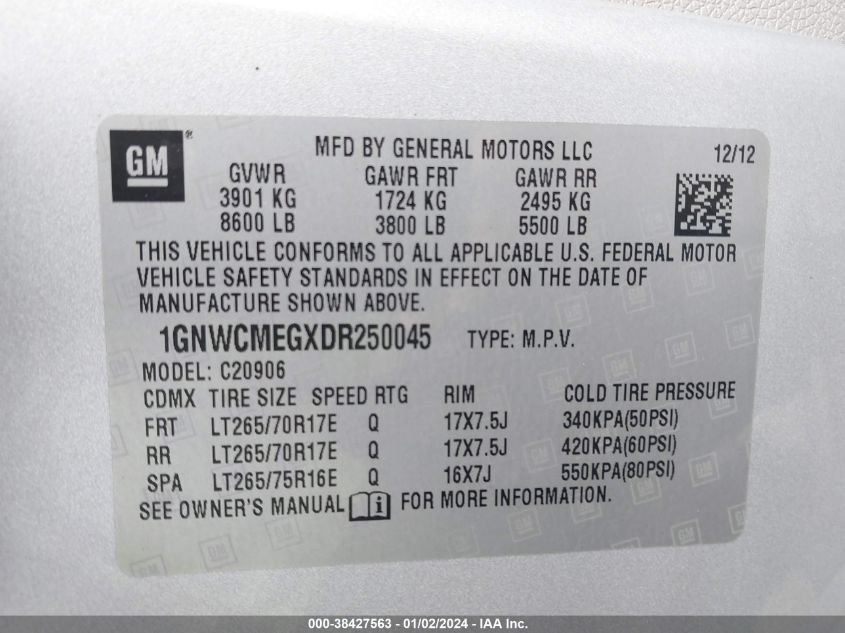 GM ®
MFD BY GENERAL MOTORS LLC 12/12
GVWR GAWR FRT GAWR RR
3901 KG 1724 KG 2495 KG
8600 LB 3800 LB 5500 LB
THIS VEHICLE CONFORMS TO ALL APPLICABLE U.S. FEDERAL MOTOR
VEHICLE SAFETY STANDARDS IN EFFECT ON THE DATE OF
MANUFACTURE SHOWN ABOVE.
1GNWCMEGXDR250045 TYPE: M.P.V.
MODEL: C20906
CDMX TIRE SIZE SPEED RTG RIM COLD TIRE PRESSURE
FRT LT265/70R17E Q 17X7.5J 340KPA(50PSI)
RR LT265/70R17E Q 17X7.5J 420KPA(60PSI)
SPA LT265/75R16E Q 16X7J 550KPA(80PSI)
SEE OWNER'S MANUAL i FOR MORE INFORMATION.
000-38427563 - 01/02/2024 - IAA Inc.